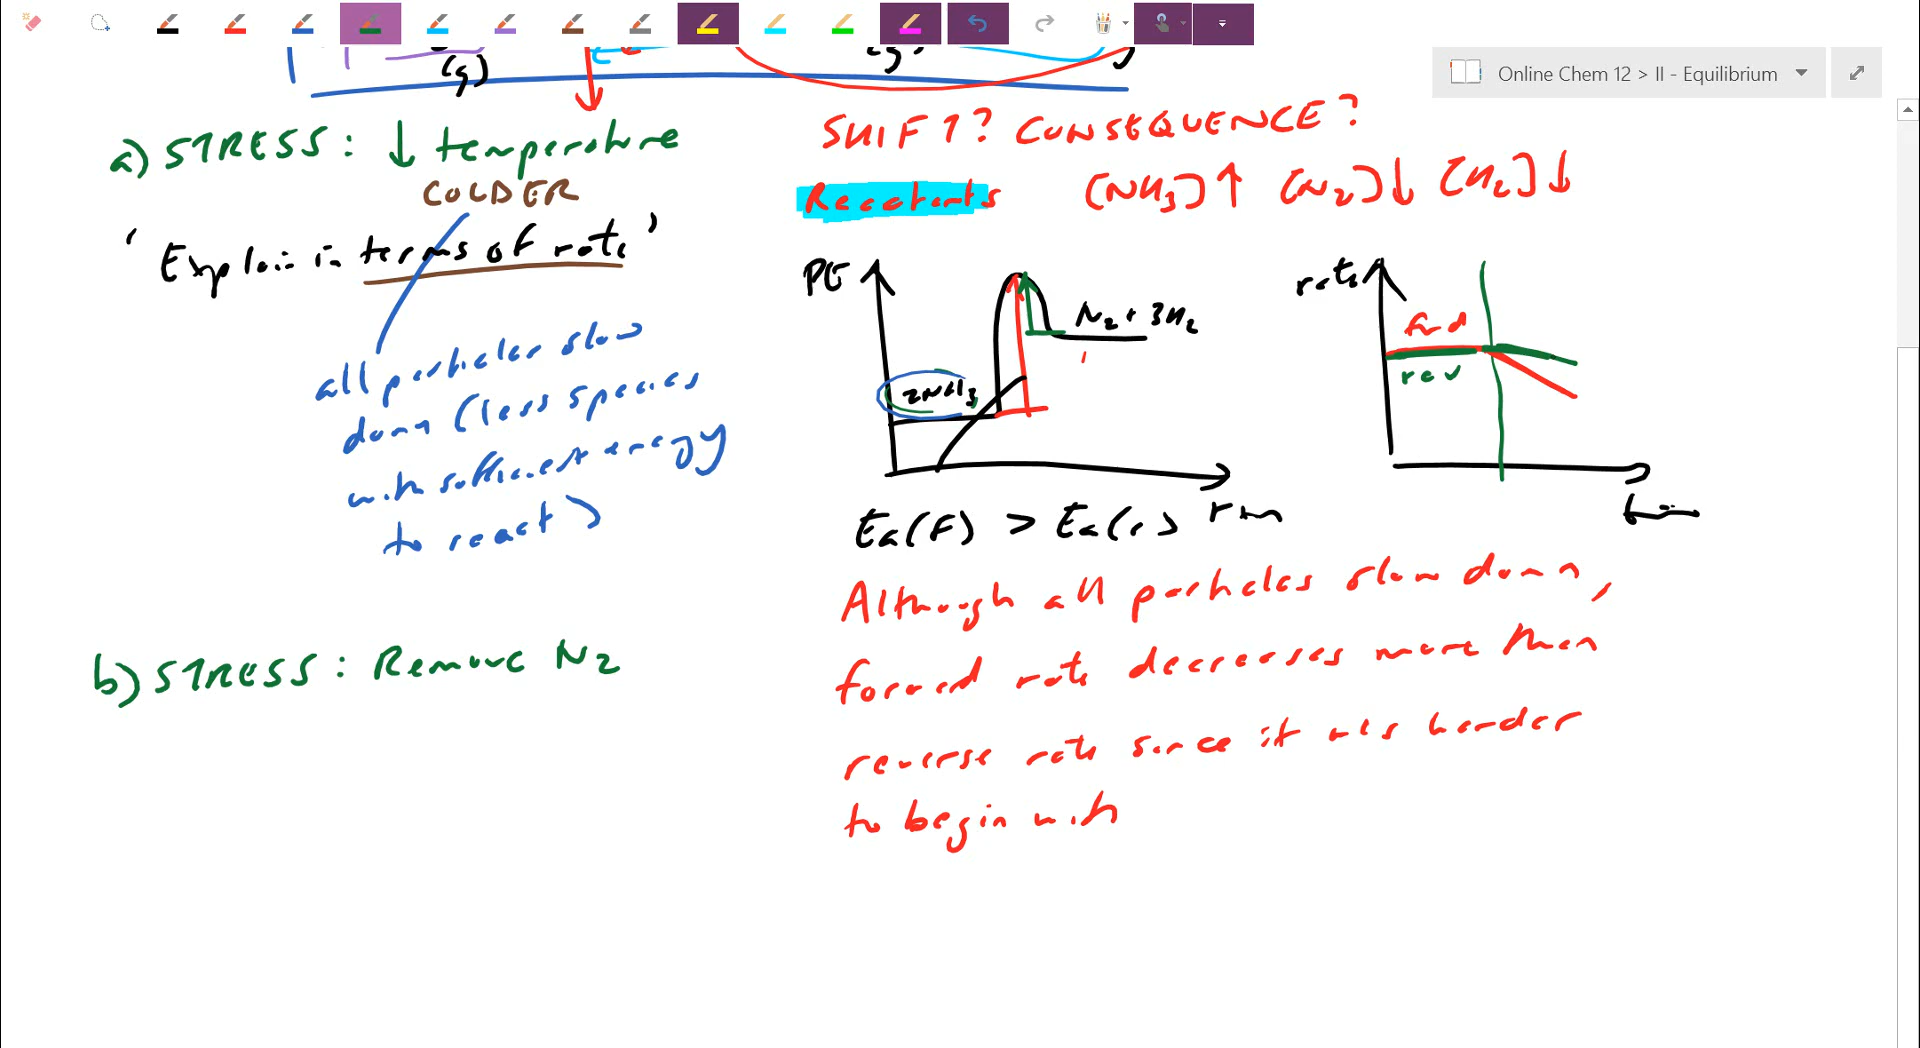 Online Chem 12 > II - Equilibrium
(g)
a) STRESS: ↓ temperature
COLDER
SHIFT? CONSEQUENCE?
Reactants [NH3]↑ [N2]↓ [H2]↓
"Explain in terms of rate"
all particles slow
down (less species
with sufficient energy
to react)
PE
N2 + 3H2
2NH3
rate
fwd
rev
Ea(F) > Ea(r) rxn
Although all particles slow down,
forward rate decreases more than
reverse rate since it was harder
to begin with
b) STRESS: Remove N2